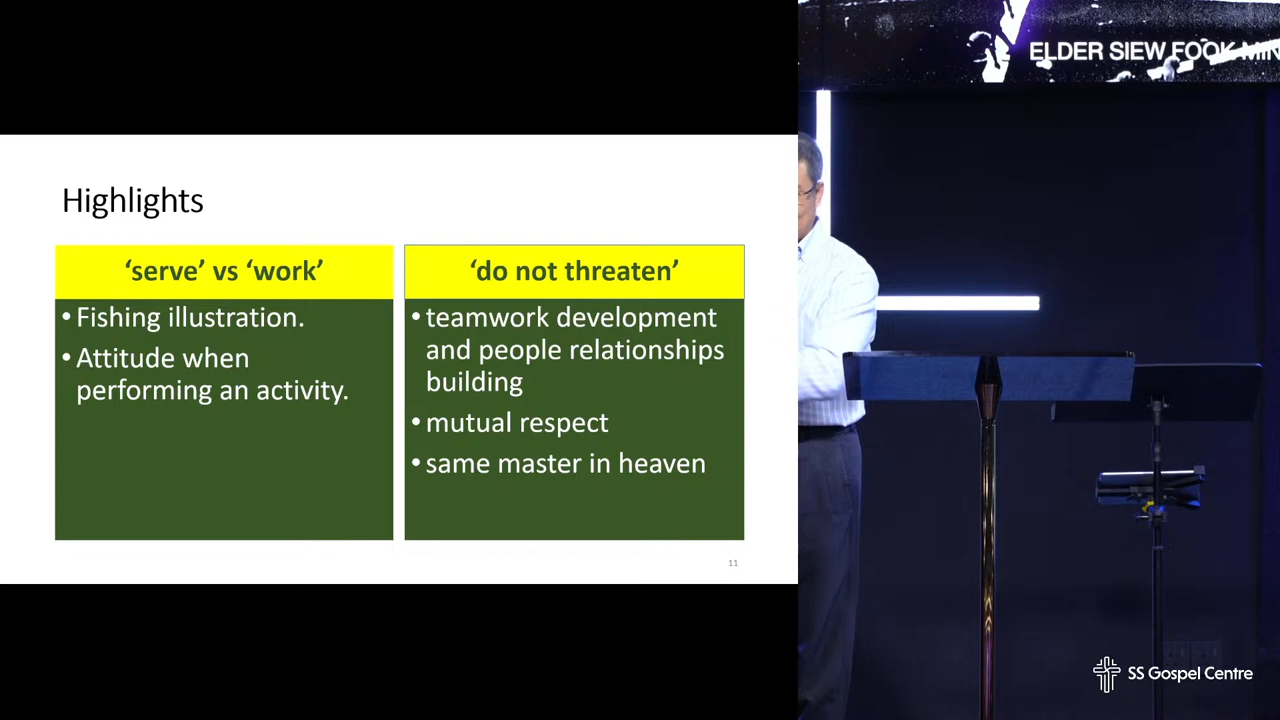 ELDER SIEW FOOK MIN
Highlights
‘serve’ vs ‘work’
• Fishing illustration.
• Attitude when
performing an activity.
‘do not threaten’
• teamwork development
and people relationships
building
• mutual respect
• same master in heaven
11
SS Gospel Centre